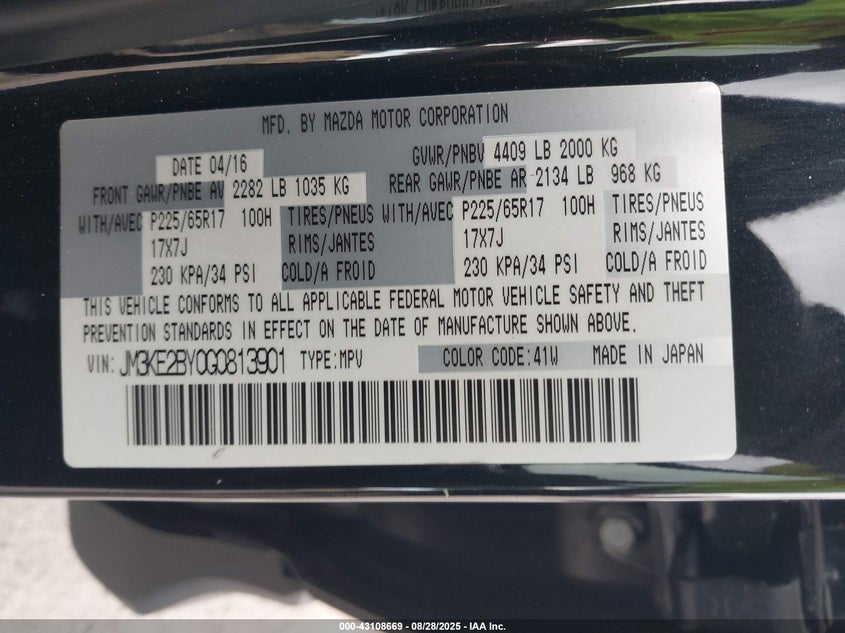 MFD. BY MAZDA MOTOR CORPORATION
DATE 04/16 GVWR/PNBV 4409 LB 2000 KG
FRONT GAWR/PNBE AV 2282 LB 1035 KG REAR GAWR/PNBE AR 2134 LB 968 KG
WITH/AVEC P225/65R17 100H TIRES/PNEUS WITH/AVEC P225/65R17 100H TIRES/PNEUS
17X7J RIMS/JANTES 17X7J RIMS/JANTES
230 KPA/34 PSI COLD/A FROID 230 KPA/34 PSI COLD/A FROID
THIS VEHICLE CONFORMS TO ALL APPLICABLE FEDERAL MOTOR VEHICLE SAFETY AND THEFT
PREVENTION STANDARDS IN EFFECT ON THE DATE OF MANUFACTURE SHOWN ABOVE.
VIN: JM3KE2BY0G0813901 TYPE:MPV COLOR CODE:41W MADE IN JAPAN
000-43108669 - 08/28/2025 - IAA Inc.